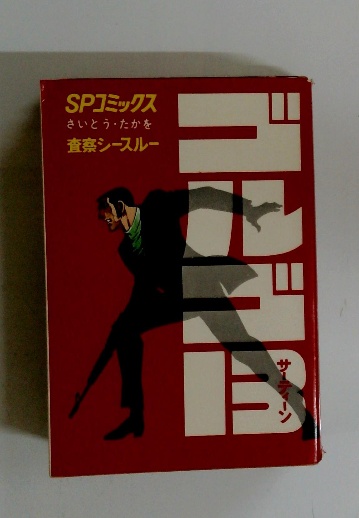 SPコミックス
さいとう・たかを
査察シースルー
ゴルゴ13
サーティーン